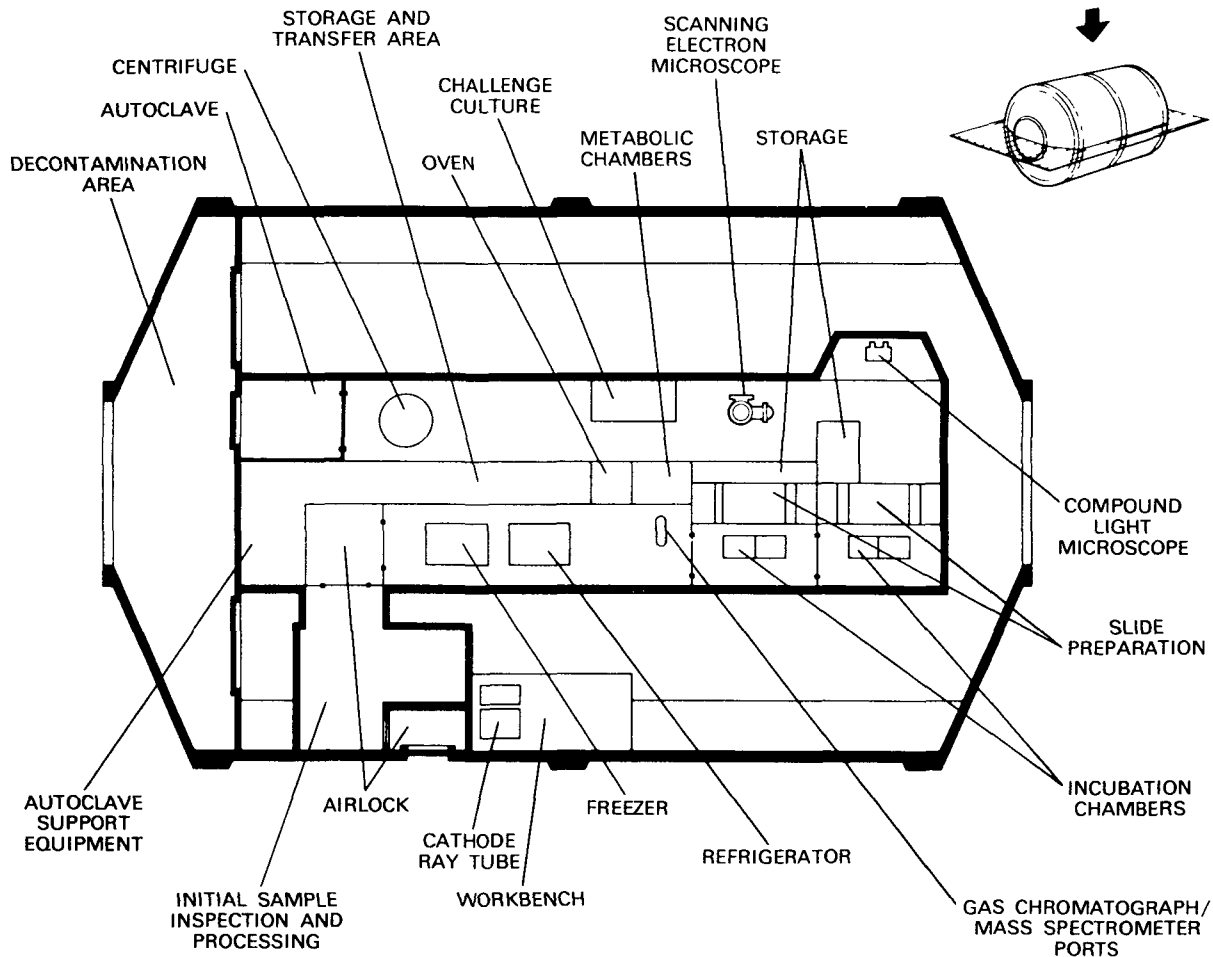 STORAGE AND
TRANSFER AREA
SCANNING
ELECTRON
MICROSCOPE
CENTRIFUGE
CHALLENGE
CULTURE
AUTOCLAVE
METABOLIC
CHAMBERS
STORAGE
DECONTAMINATION
AREA
OVEN
COMPOUND
LIGHT
MICROSCOPE
SLIDE
PREPARATION
AUTOCLAVE
SUPPORT
EQUIPMENT
AIRLOCK
FREEZER
INCUBATION
CHAMBERS
CATHODE
RAY TUBE
REFRIGERATOR
WORKBENCH
INITIAL SAMPLE
INSPECTION AND
PROCESSING
GAS CHROMATOGRAPH/
MASS SPECTROMETER
PORTS